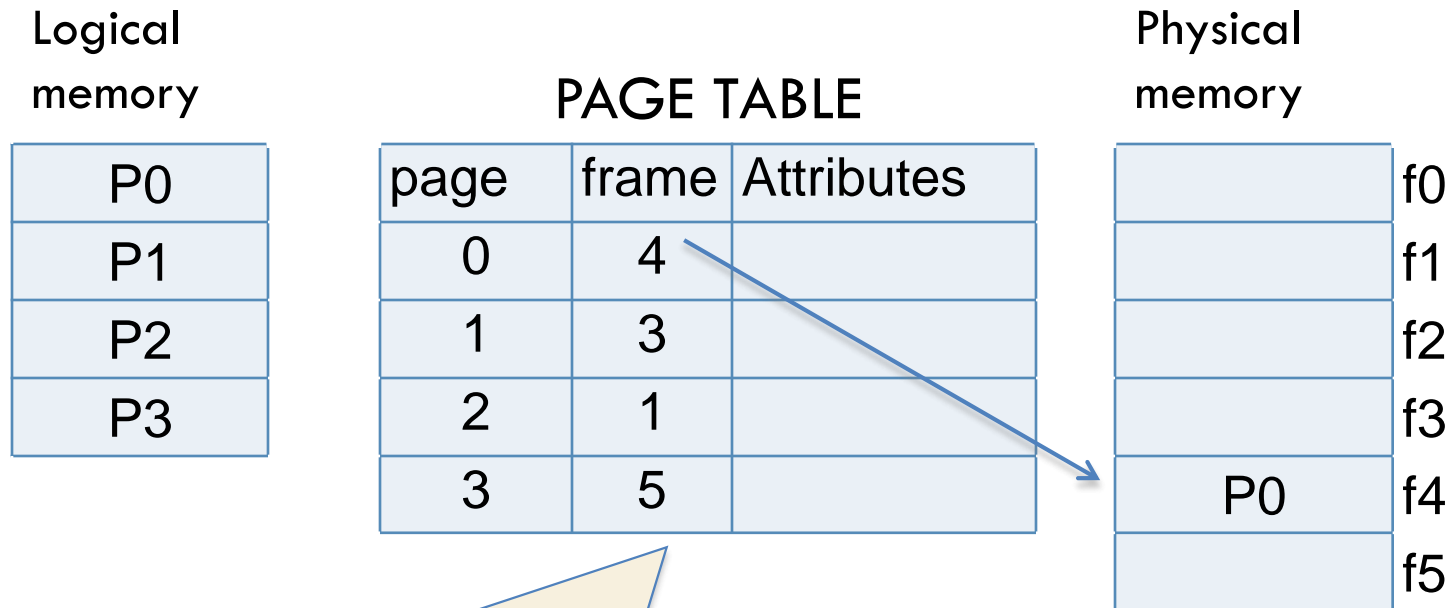 Logical
memory
P0
P1
P2
P3
PAGE TABLE
page frame Attributes
0 4
1 3
2 1
3 5
Physical
memory
f0
f1
f2
f3
P0 f4
f5